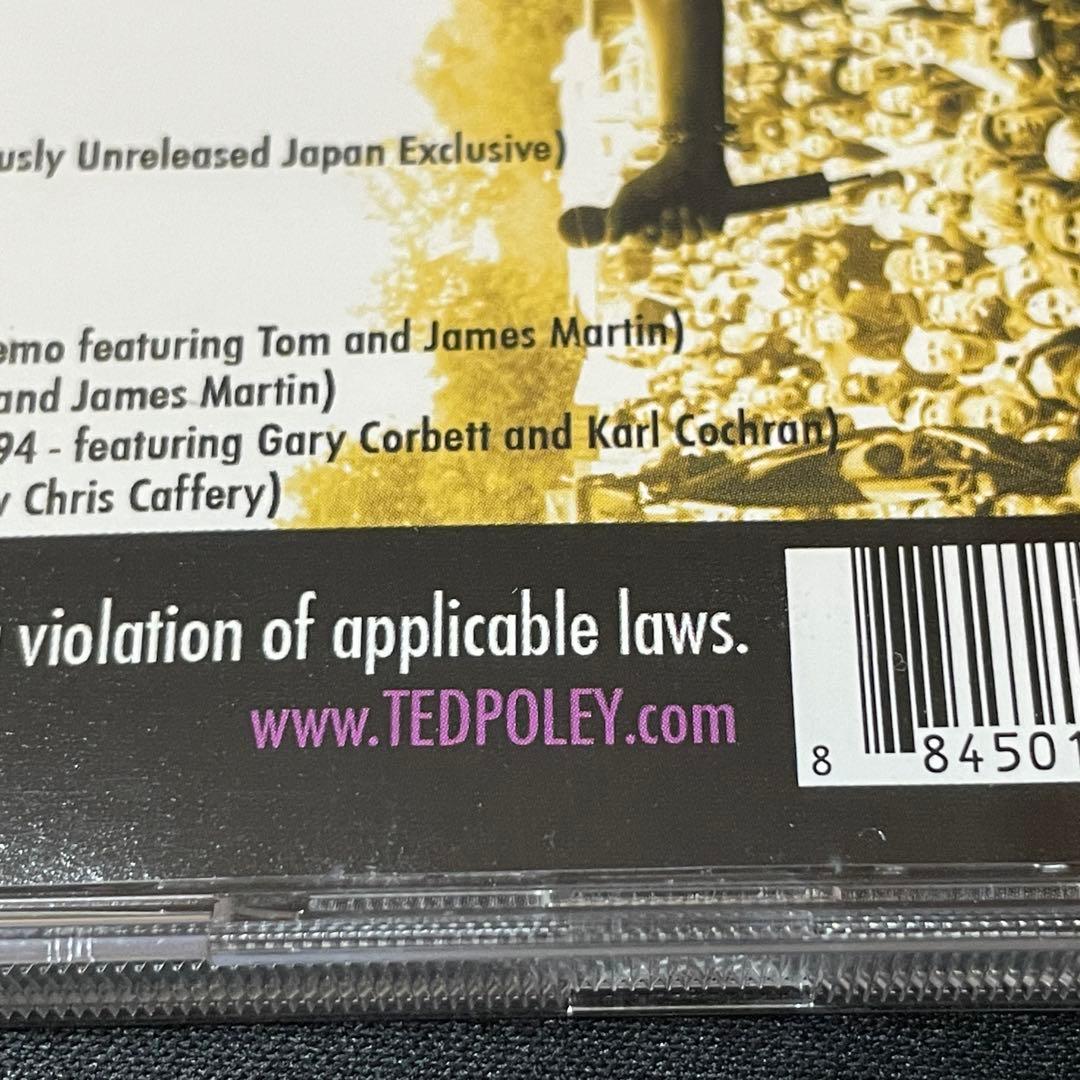 usly Unreleased Japan Exclusive)
emo featuring Tom and James Martin)
and James Martin)
94 - featuring Gary Corbett and Karl Cochran)
y Chris Caffery)
violation of applicable laws.
www.TEDPOLEY.com
8 84501